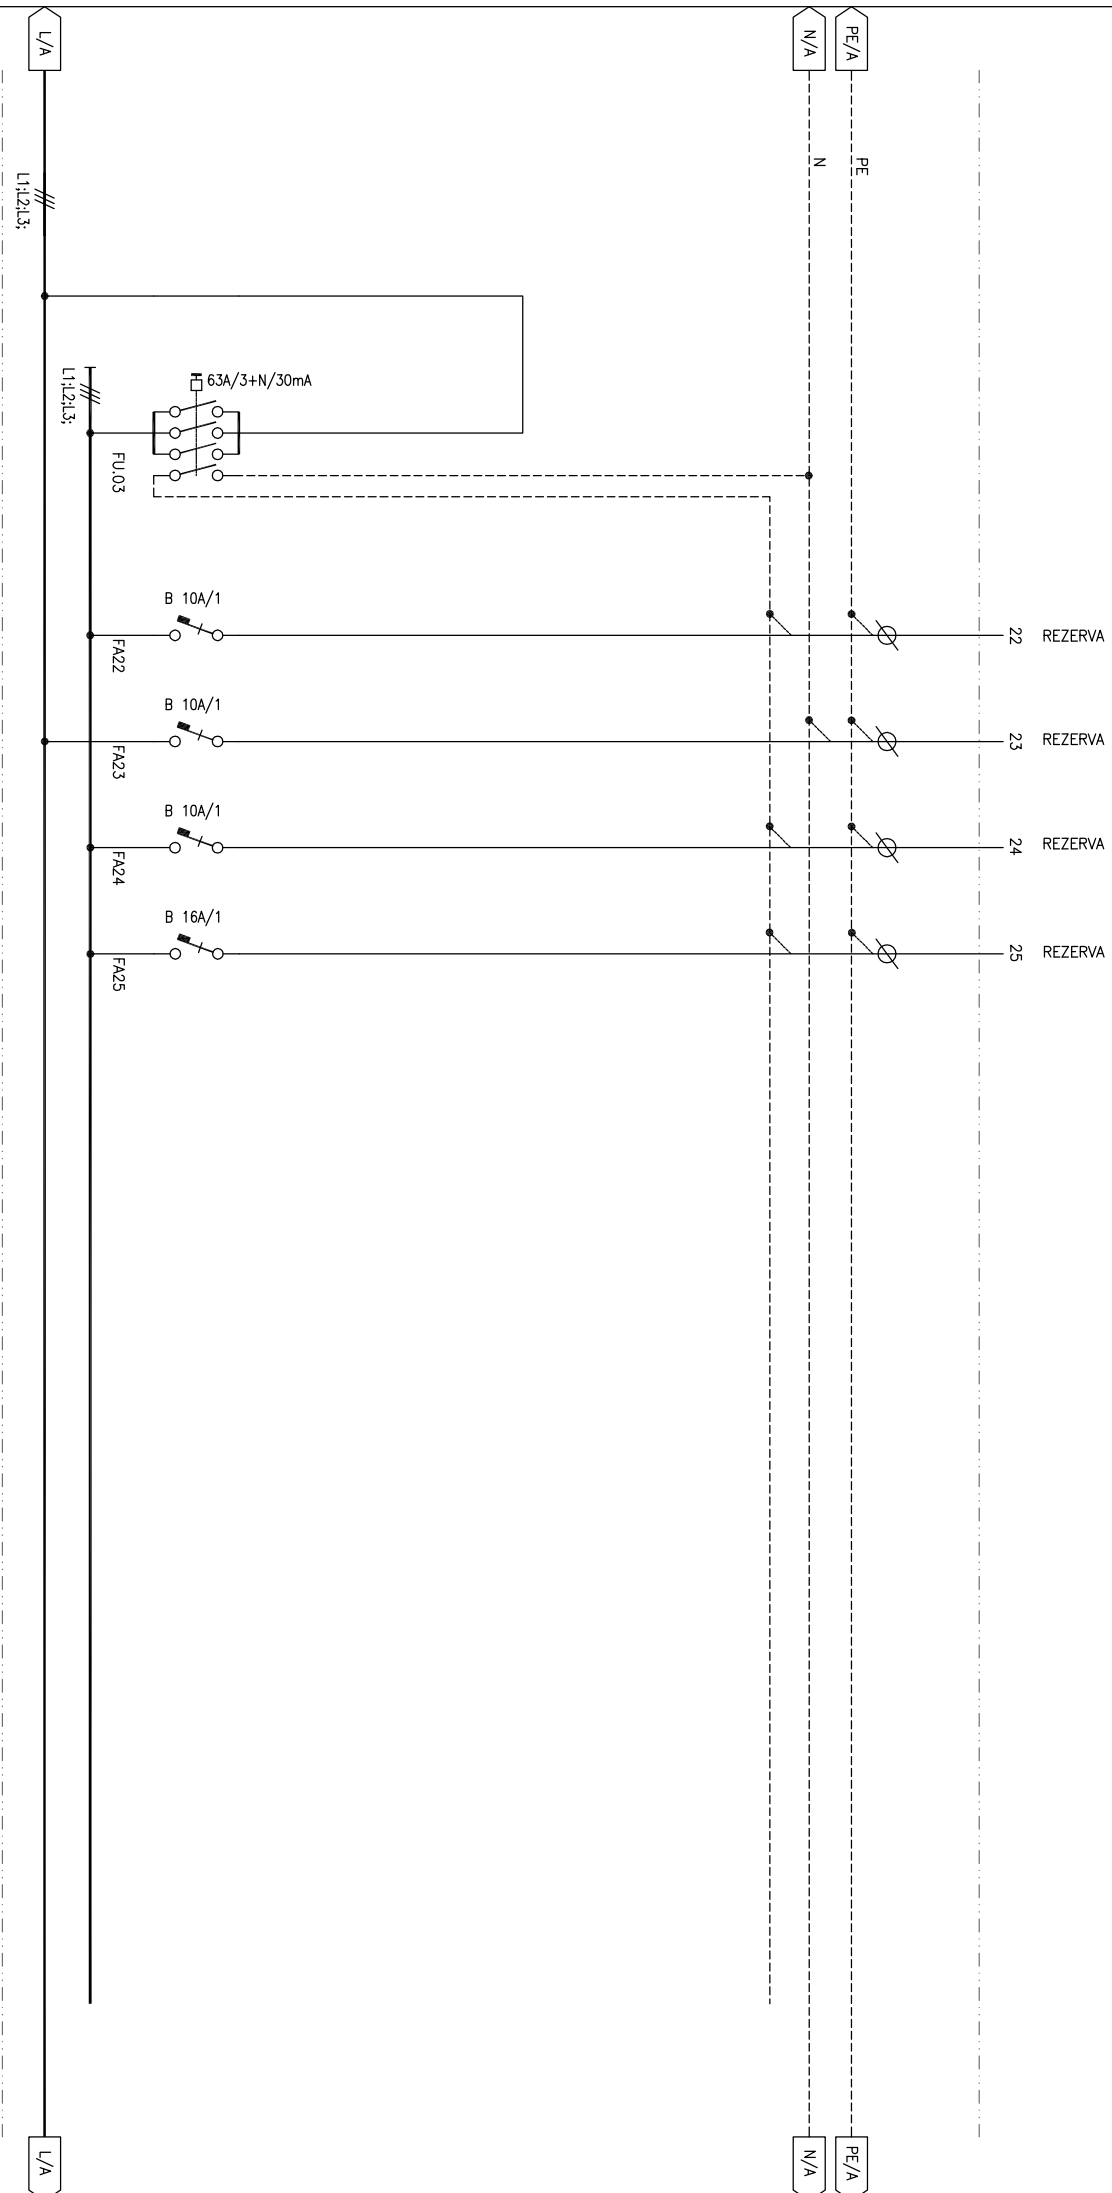 L/A
N/A
PE/A
N
PE
L1;L2;L3;
L1;L2;L3;
63A/3+N/30mA
FU.03
B 10A/1
FA22
22 REZERVA
B 10A/1
FA23
23 REZERVA
B 10A/1
FA24
24 REZERVA
B 16A/1
FA25
25 REZERVA
L/A
N/A
PE/A